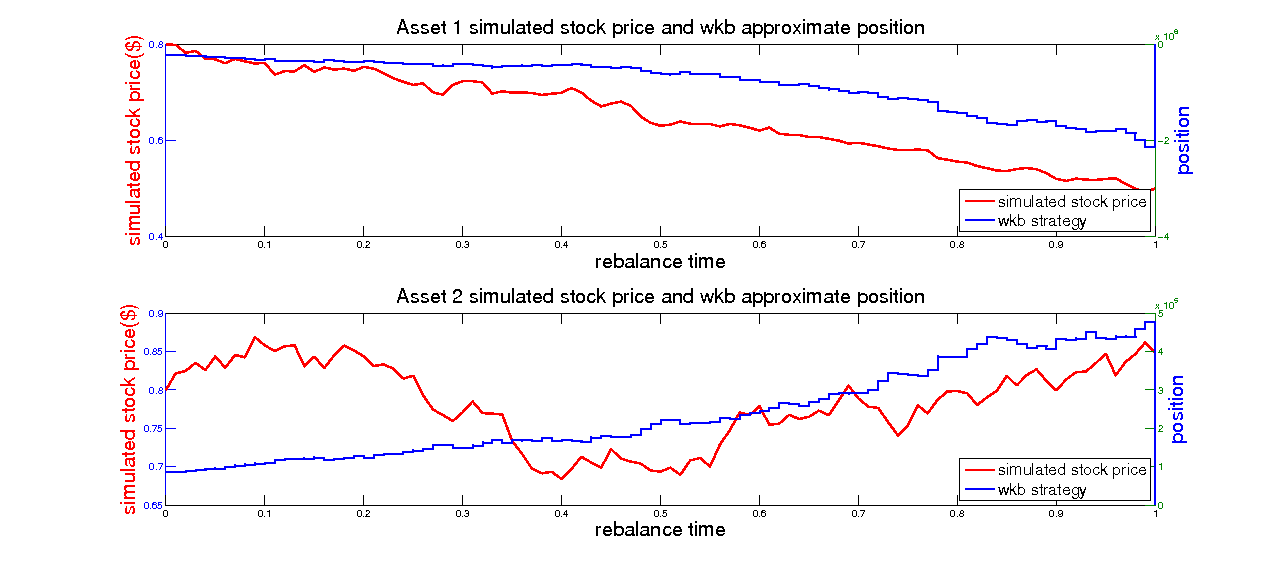 Asset 1 simulated stock price and wkb approximate position
simulated stock price($)
0.8
0.6
0.4
0
-2
-4
position
simulated stock price
wkb strategy
0 0.1 0.2 0.3 0.4 0.5 0.6 0.7 0.8 0.9 1
rebalance time
Asset 2 simulated stock price and wkb approximate position
simulated stock price($)
0.9
0.85
0.8
0.75
0.7
0.65
5
4
3
2
1
0
position
simulated stock price
wkb strategy
0 0.1 0.2 0.3 0.4 0.5 0.6 0.7 0.8 0.9 1
rebalance time